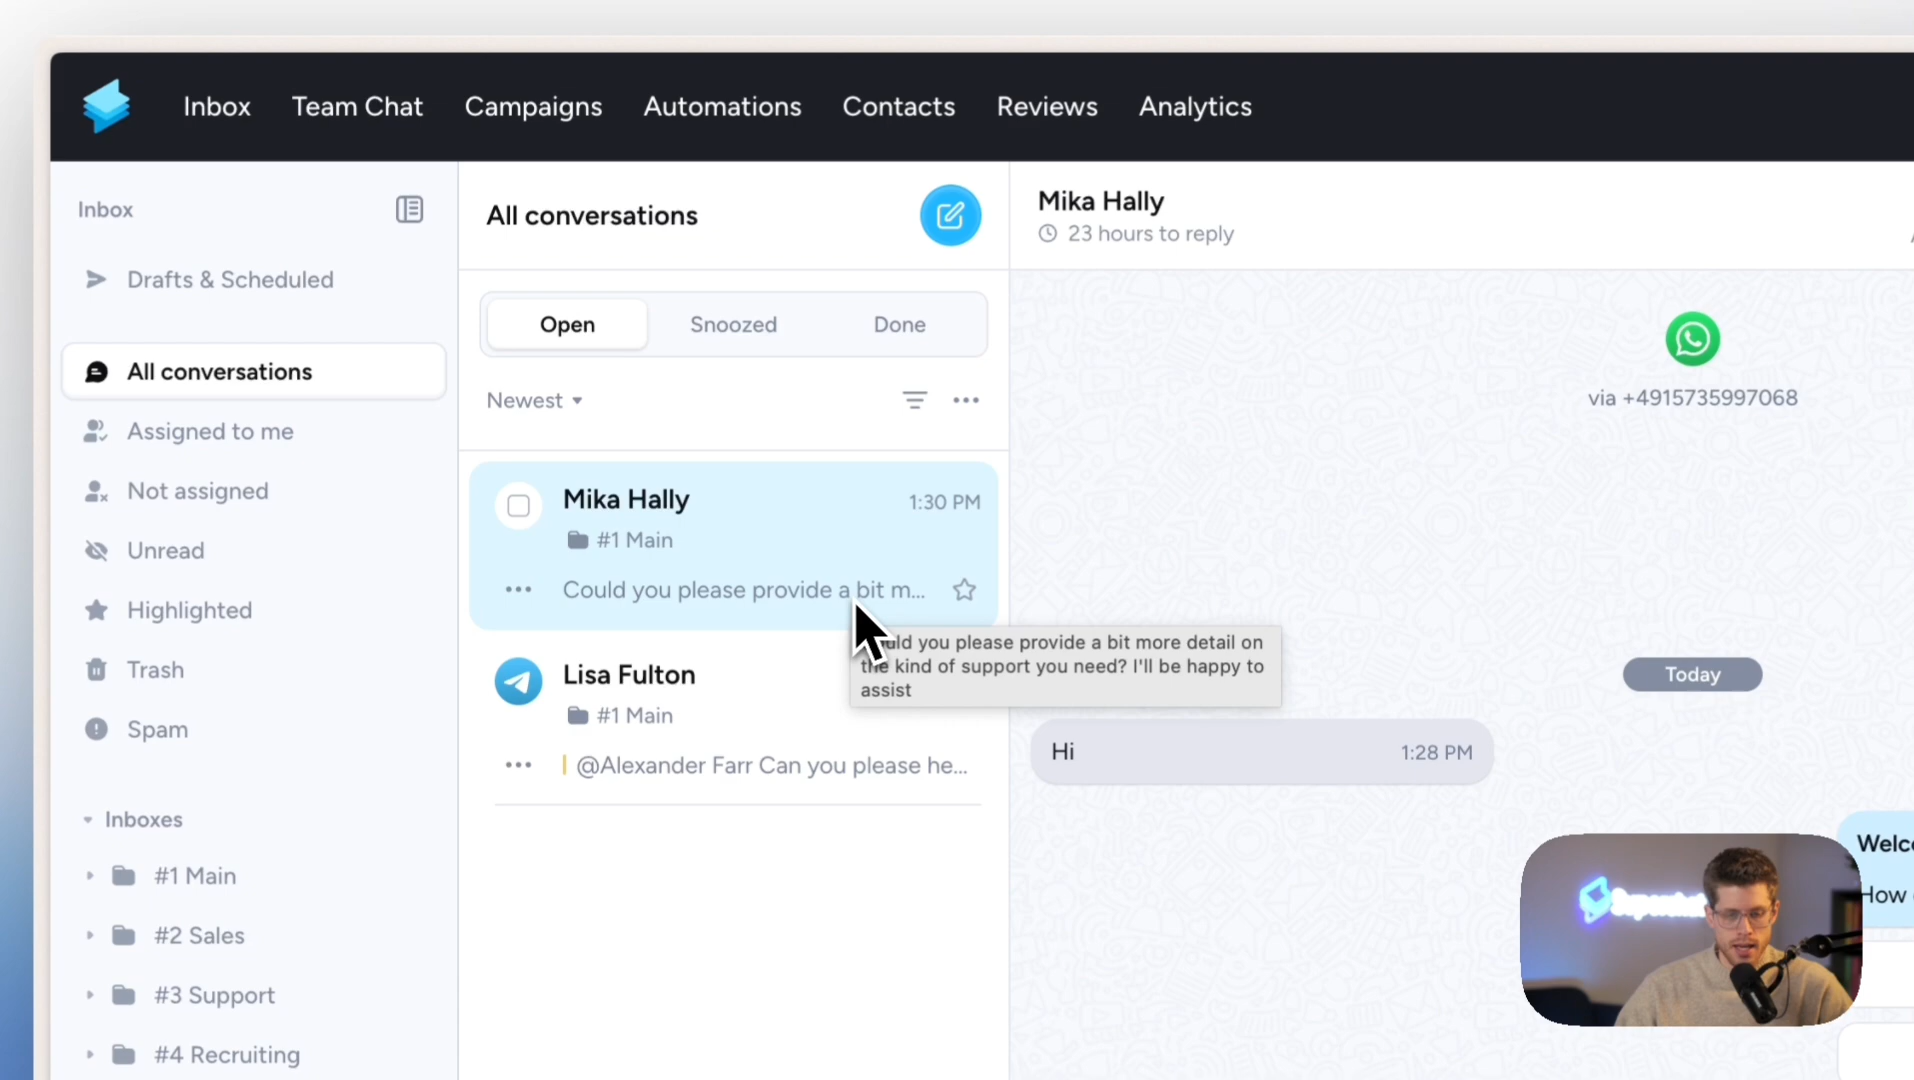 Inbox Team Chat Campaigns Automations Contacts Reviews Analytics
Inbox
Drafts & Scheduled
All conversations
Assigned to me
Not assigned
Unread
Highlighted
Trash
Spam
Inboxes
#1 Main
#2 Sales
#3 Support
#4 Recruiting
All conversations
Open Snoozed Done
Newest
Mika Hally 1:30 PM
#1 Main
Could you please provide a bit m...
you please provide a bit more detail on
the kind of support you need? I'll be happy to
assist
Lisa Fulton
#1 Main
@Alexander Farr Can you please he...
Mika Hally
23 hours to reply
via +4915735997068
Today
Hi 1:28 PM
How